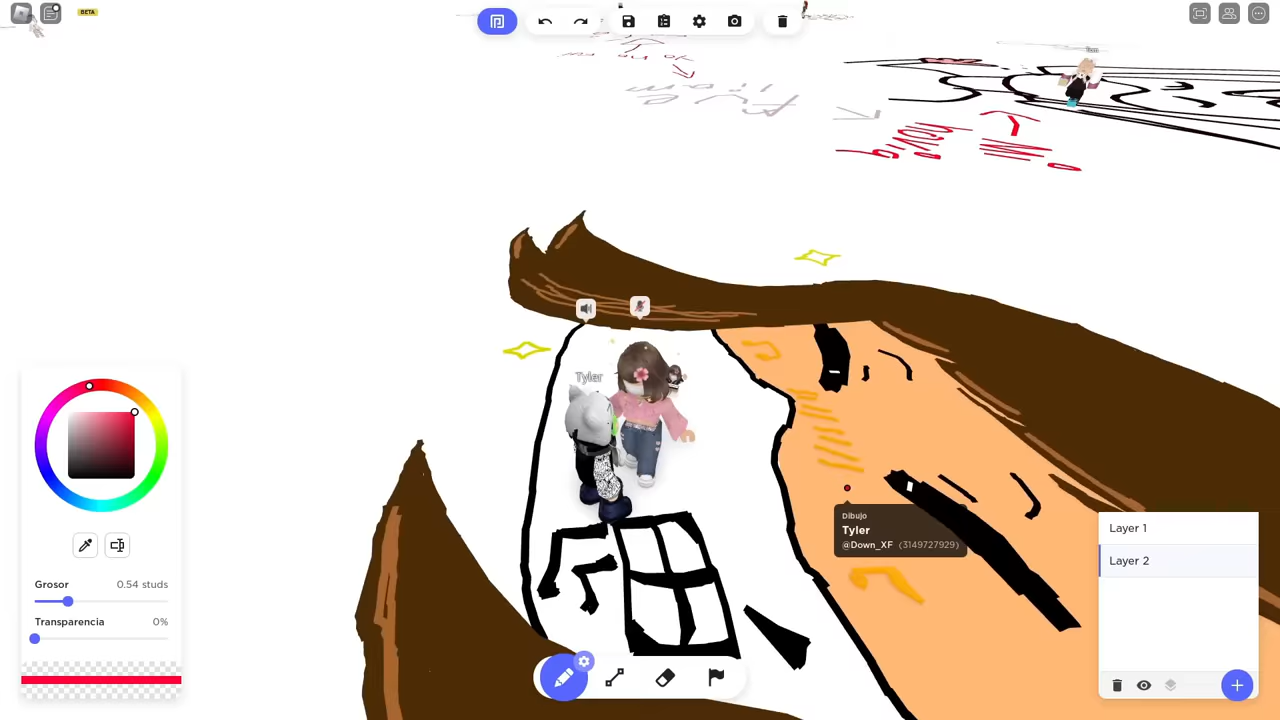 BETA
Tyler
Dibujo
Tyler
@Down_XF (3149727929)
Grosor
0.54 studs
Transparencia
0%
Layer 1
Layer 2